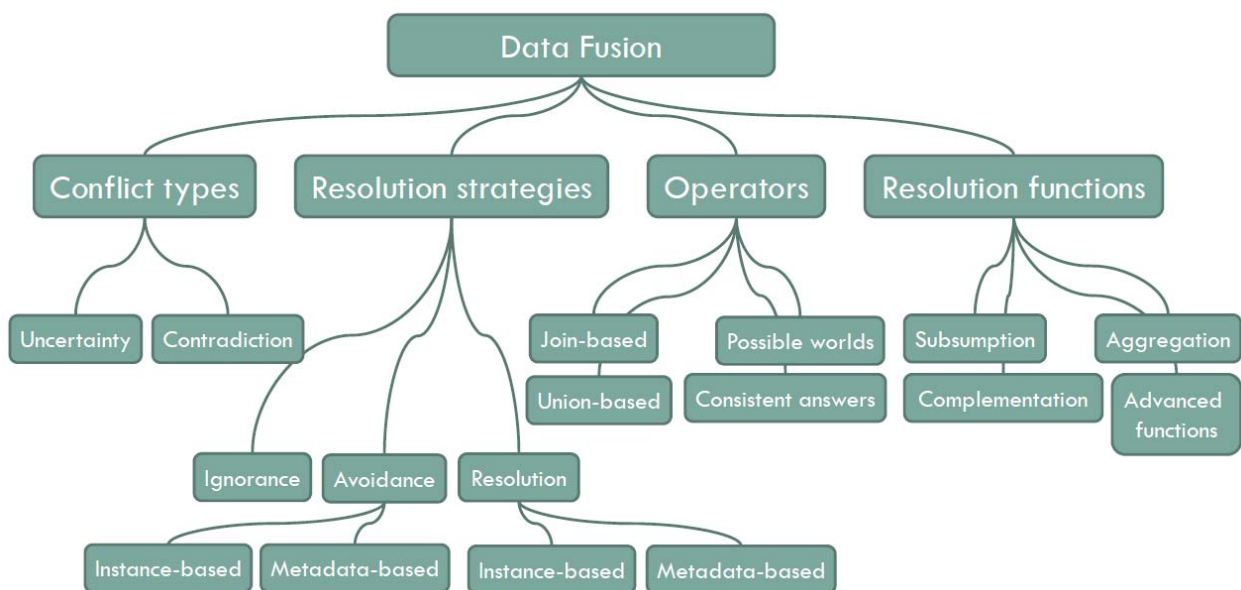 Data Fusion
Conflict types
Resolution strategies
Operators
Resolution functions
Uncertainty
Contradiction
Join-based
Possible worlds
Subsumption
Aggregation
Union-based
Consistent answers
Complementation
Advanced
functions
Ignorance
Avoidance
Resolution
Instance-based
Metadata-based
Instance-based
Metadata-based